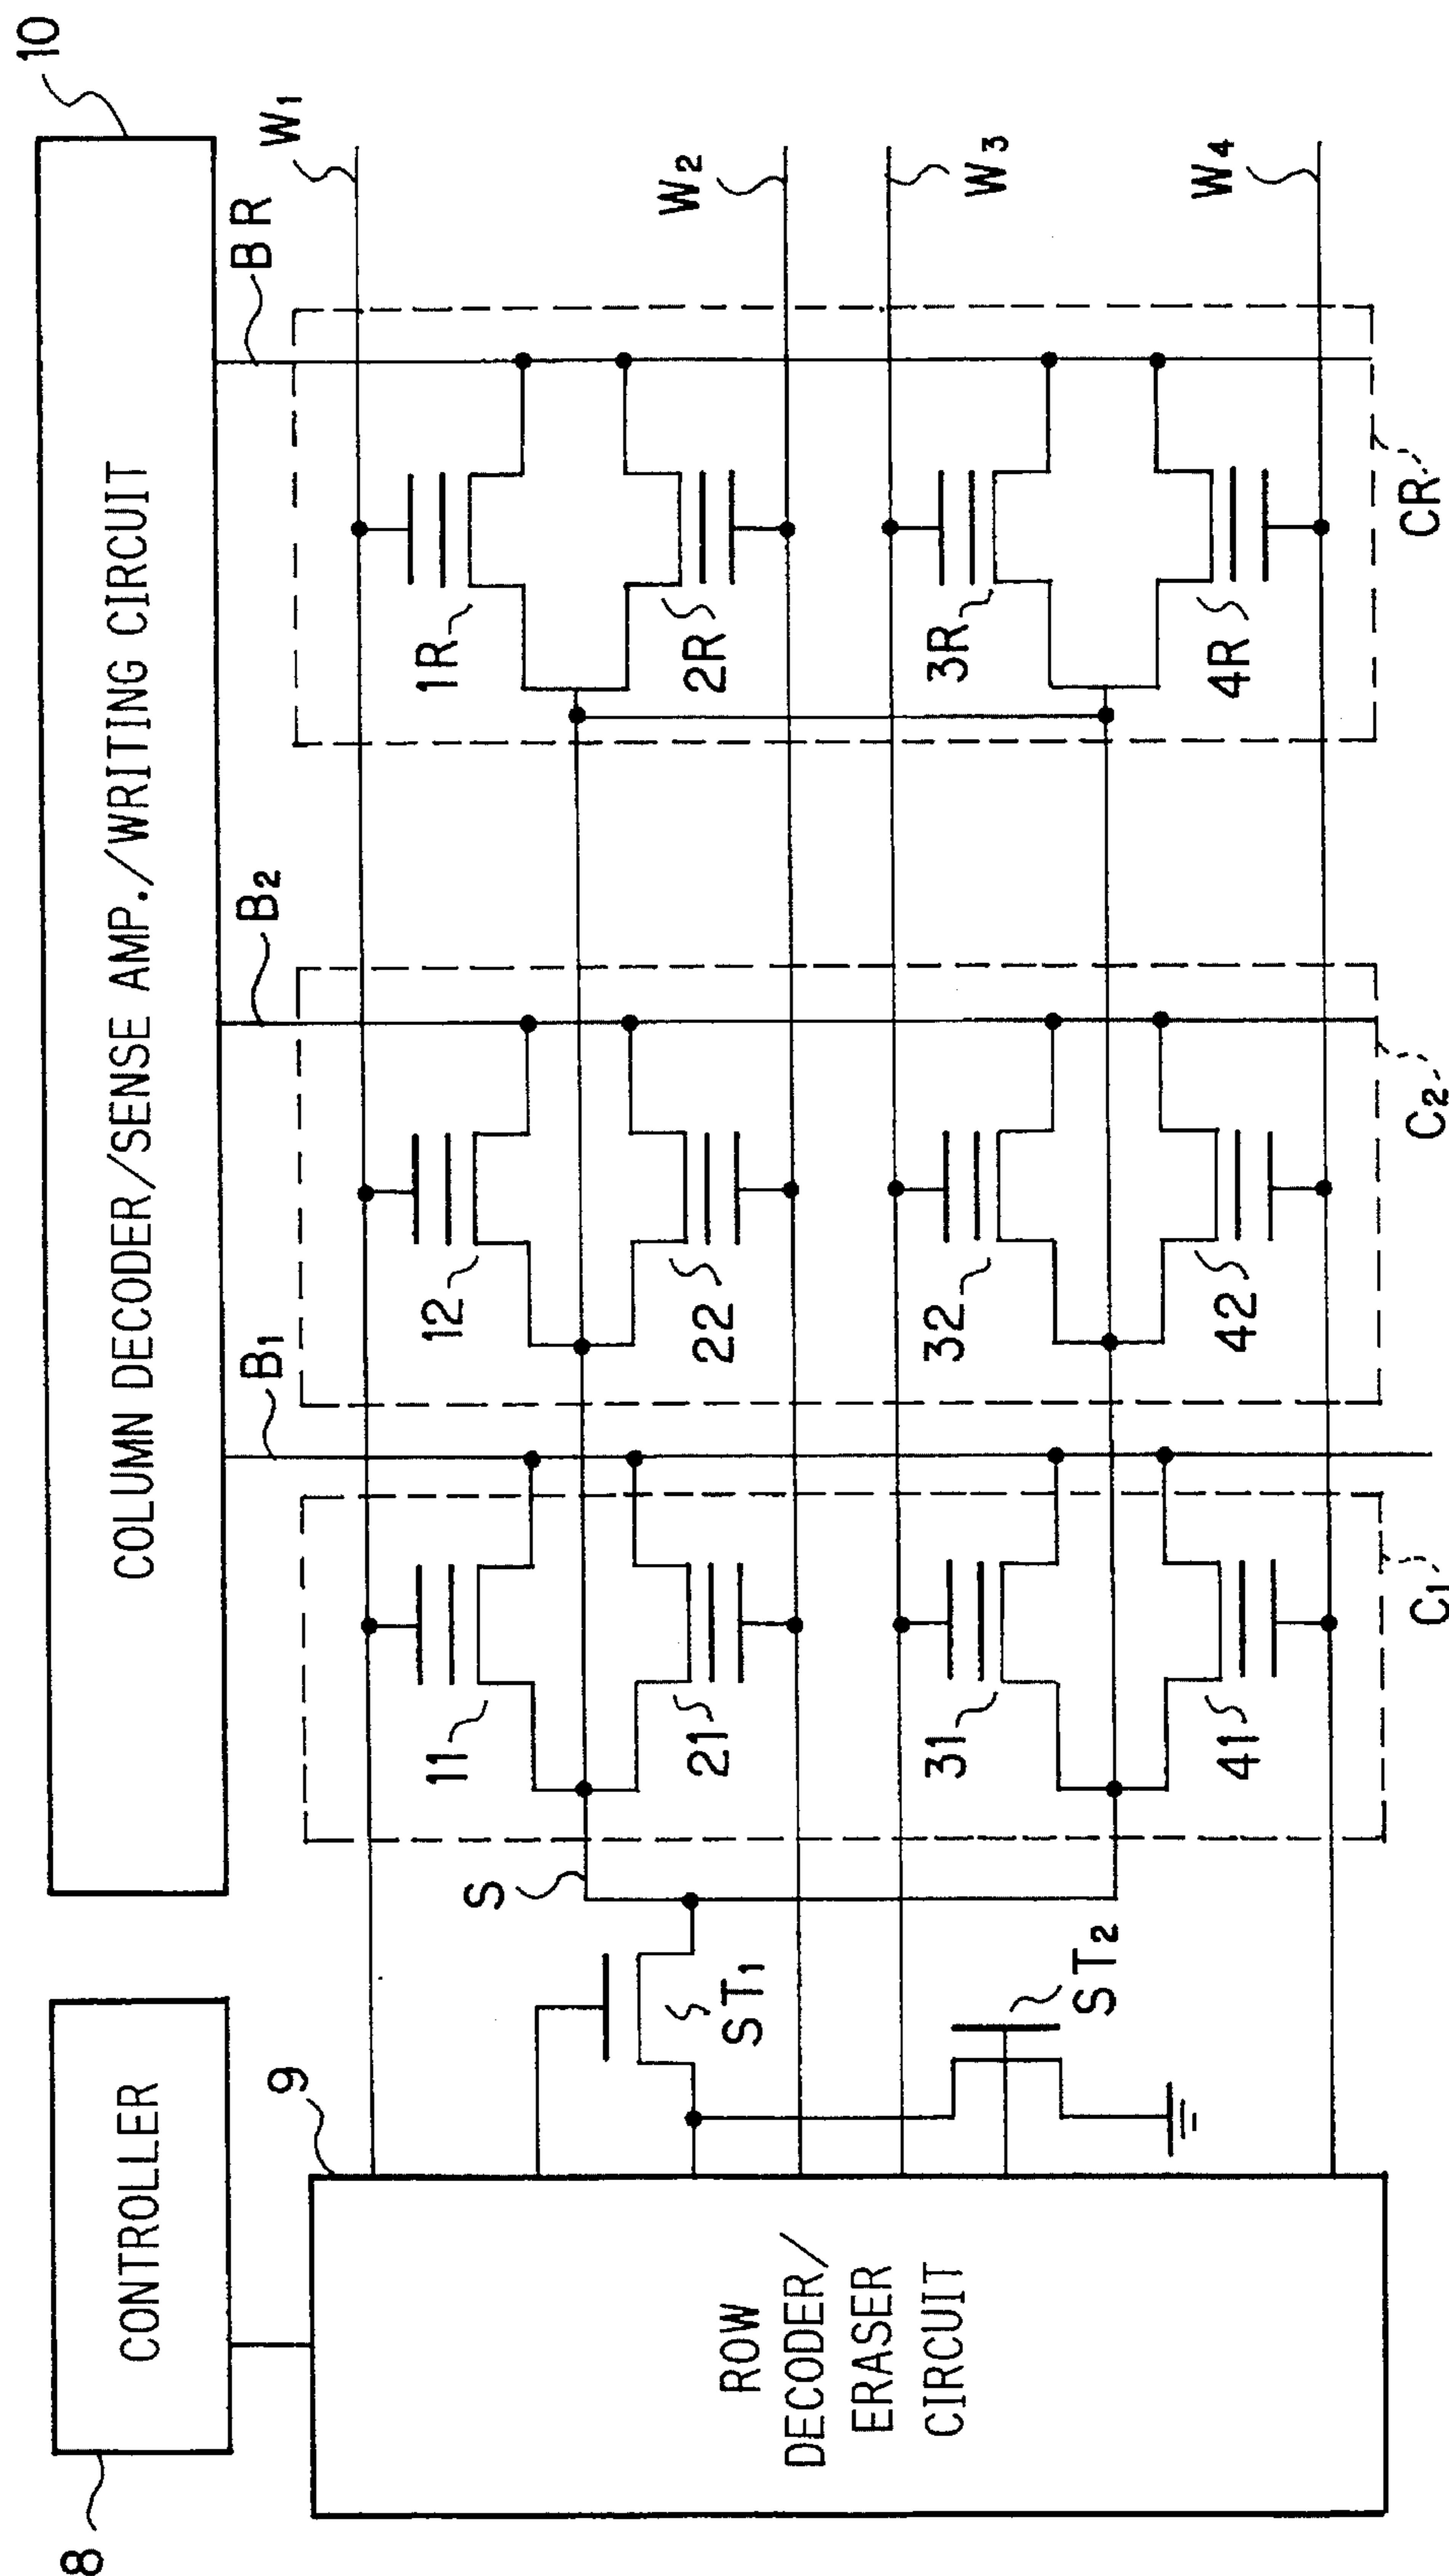 8
CONTROLLER
COLUMN DECODER/SENSE AMP./WRITING CIRCUIT
10
9
ROW
DECODER/
ERASER
CIRCUIT
S
ST1
ST2
B1
B2
BR
W1
W2
W3
W4
11
12
1R
21
22
2R
31
32
3R
41
42
4R
C1
C2
CR